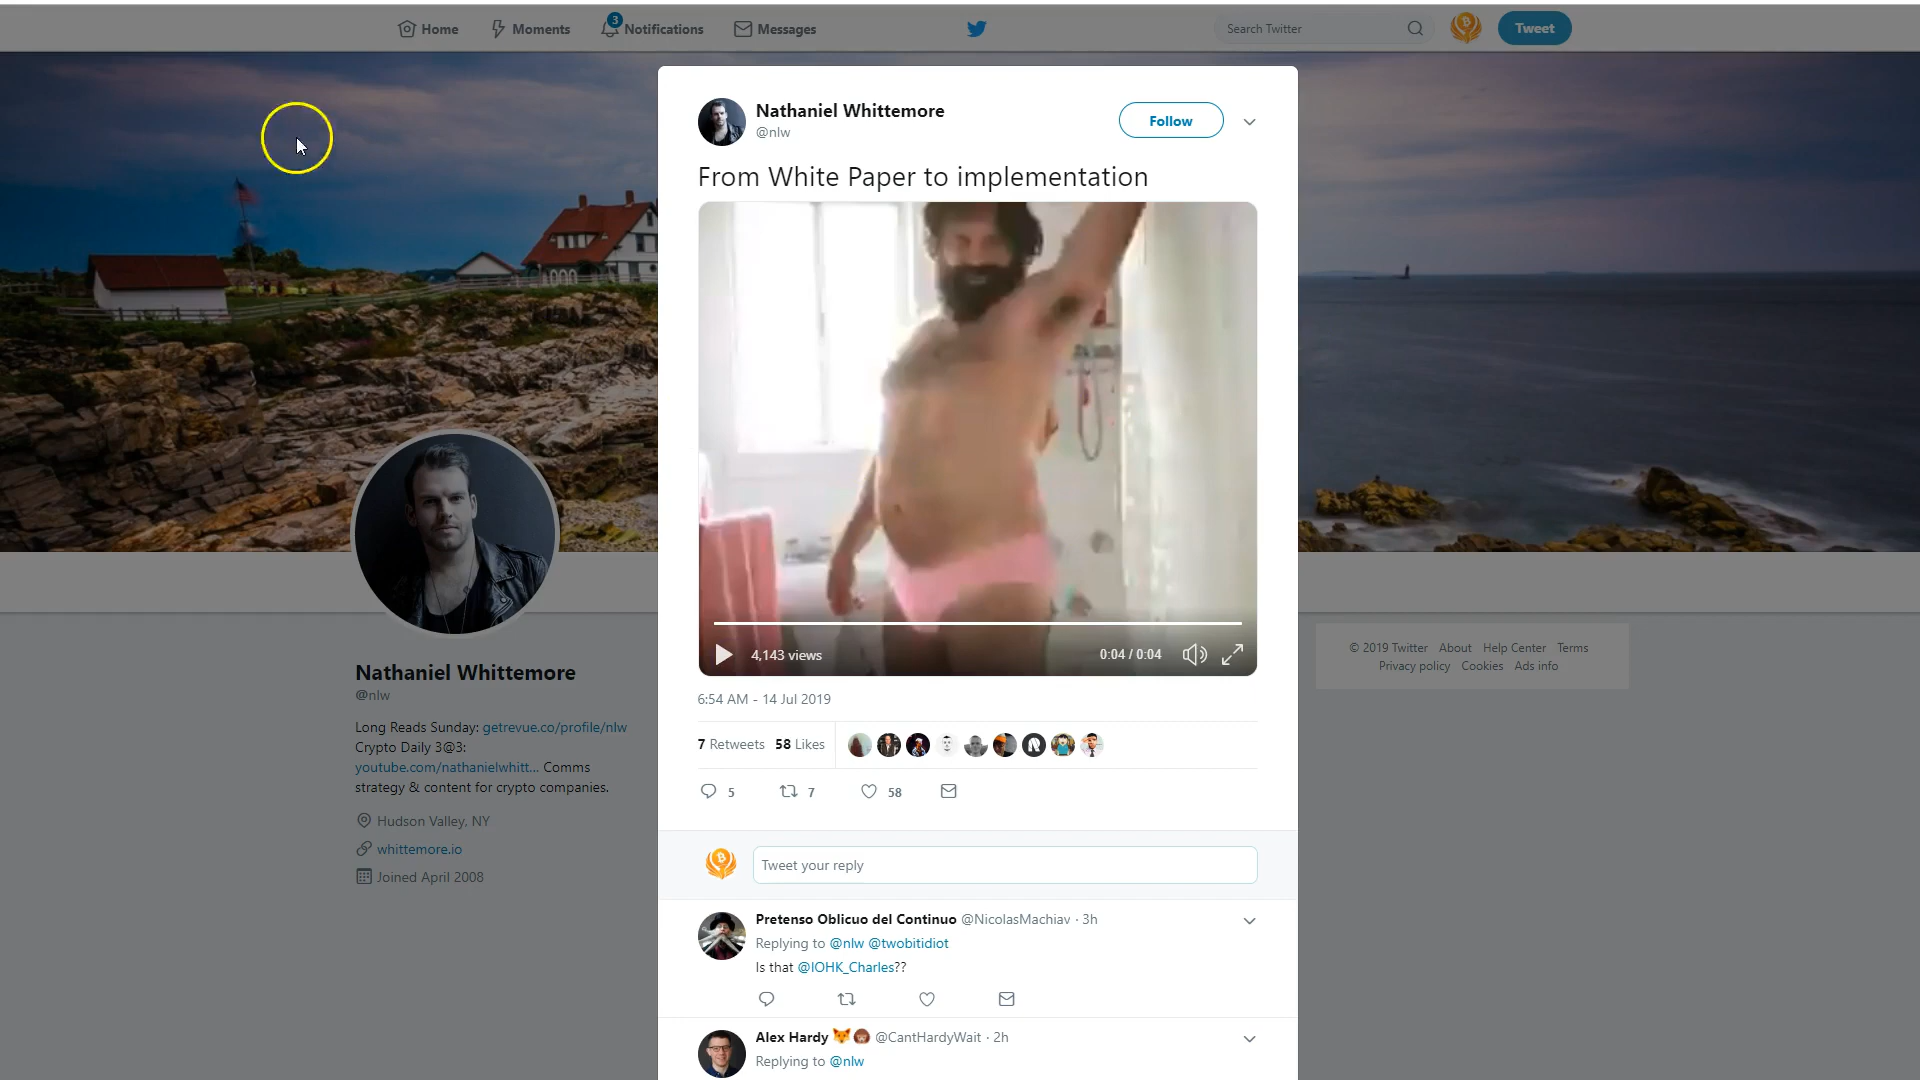 Home
Moments
3
Notifications
Messages
Search Twitter
Tweet
Nathaniel Whittemore
@nlw
Follow
From White Paper to implementation
4,143 views
0:04 / 0:04
6:54 AM - 14 Jul 2019
7 Retweets 58 Likes
5 7 58
Tweet your reply
Pretenso Oblicuo del Continuo @NicolasMachiav · 3h
Replying to @nlw @twobitidiot
Is that @IOHK_Charles??
Alex Hardy 🦊 @CantHardyWait · 2h
Replying to @nlw
Nathaniel Whittemore
@nlw
Long Reads Sunday: getrevue.co/profile/nlw
Crypto Daily 3@3:
youtube.com/nathanielwhitt... Comms
strategy & content for crypto companies.
Hudson Valley, NY
whittemore.io
Joined April 2008
© 2019 Twitter About Help Center Terms
Privacy policy Cookies Ads info